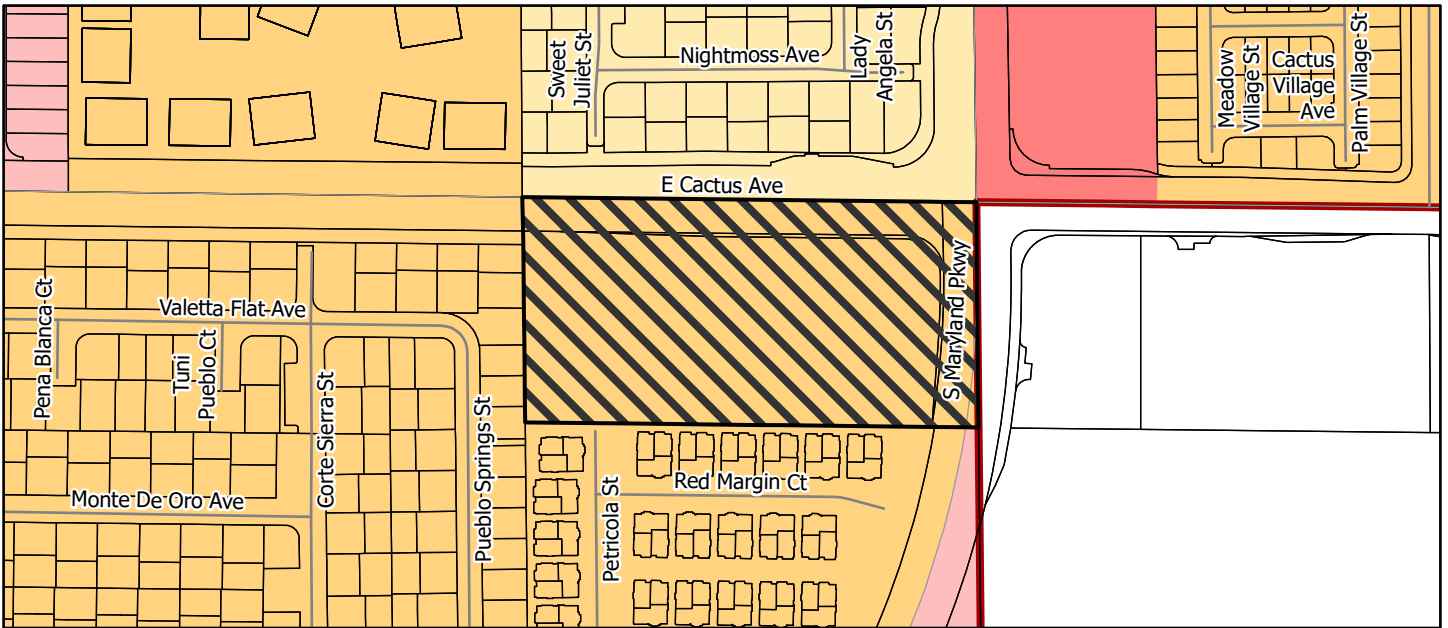 Sweet
Juliet St
Nightmoss Ave
Lady
Angela St
Meadow
Village St
Cactus
Village
Ave
Palm Village St
E Cactus Ave
S Maryland Pkwy
Pena Blanca Ct
Valetta Flat Ave
Tuni
Pueblo Ct
Corte Sierra St
Pueblo Springs St
Monte De Oro Ave
Petricola St
Red Margin Ct